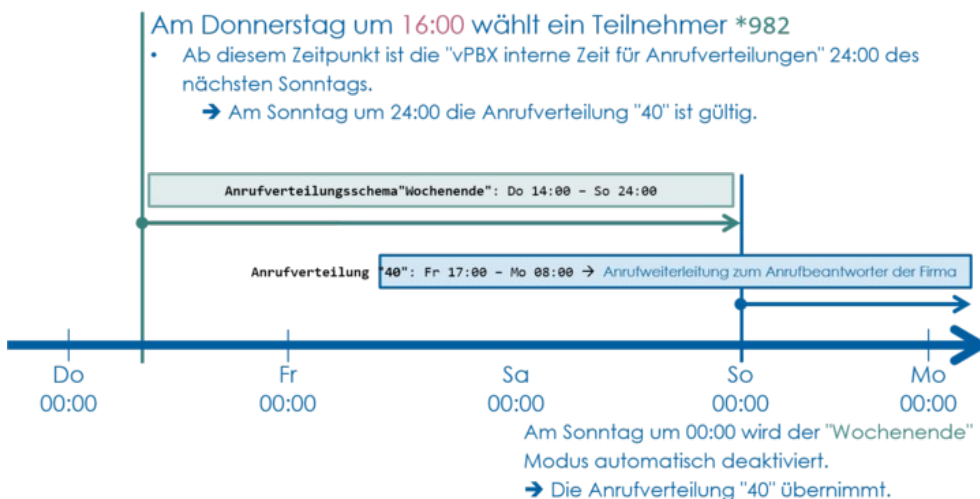 Am Donnerstag um 16:00 wählt ein Teilnehmer *982
• Ab diesem Zeitpunkt ist die "vPBX interne Zeit für Anrufverteilungen" 24:00 des
nächsten Sonntags.
➔ Am Sonntag um 24:00 die Anrufverteilung "40" ist gültig.
Anrufverteilungsschema"Wochenende": Do 14:00 – So 24:00
Anrufverteilung "40": Fr 17:00 – Mo 08:00 → Anrufweiterleitung zum Anrufbeantworter der Firma
Do Fr Sa So Mo
00:00 00:00 00:00 00:00 00:00
Am Sonntag um 00:00 wird der "Wochenende"
Modus automatisch deaktiviert.
➔ Die Anrufverteilung "40" übernimmt.